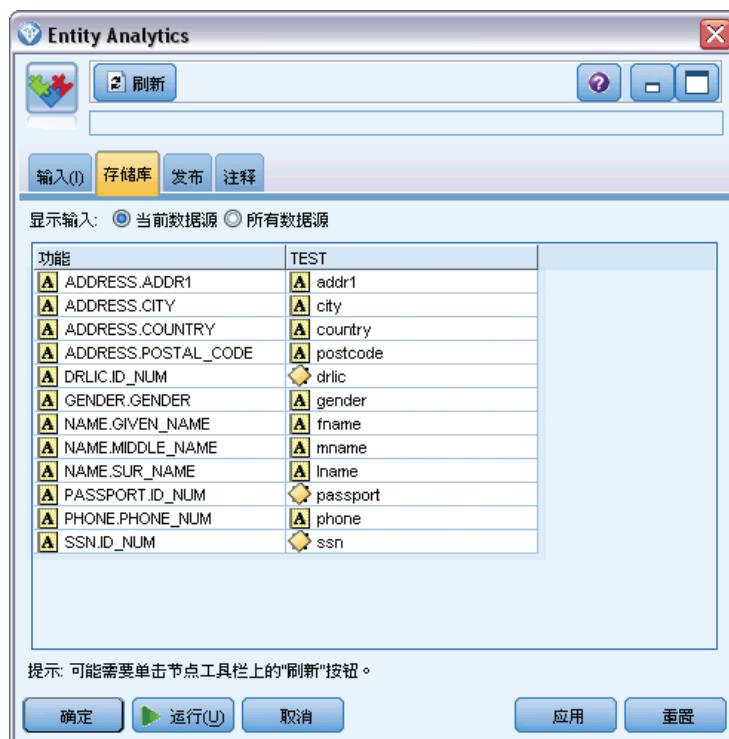 Entity Analytics
刷新
输入(I) 存储库 发布 注释
显示输入: 当前数据源 所有数据源
功能 TEST
A ADDRESS.ADDR1 A addr1
A ADDRESS.CITY A city
A ADDRESS.COUNTRY A country
A ADDRESS.POSTAL_CODE A postcode
A DRLIC.ID_NUM drlic
A GENDER.GENDER A gender
A NAME.GIVEN_NAME A fname
A NAME.MIDDLE_NAME A mname
A NAME.SUR_NAME A lname
A PASSPORT.ID_NUM passport
A PHONE.PHONE_NUM A phone
A SSN.ID_NUM ssn
提示: 可能需要单击节点工具栏上的"刷新"按钮。
确定 运行(U) 取消 应用 重置